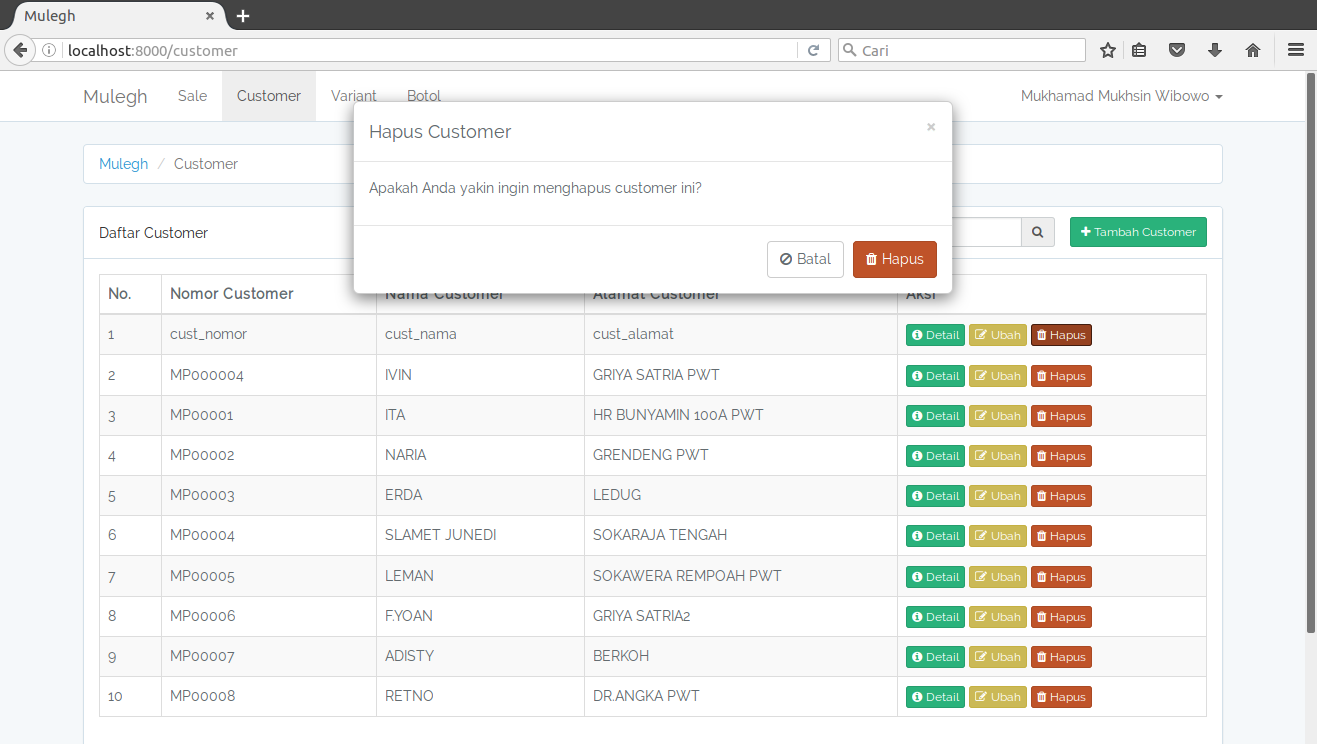 Mulegh
localhost:8000/customer
Cari
Mulegh Sale Customer Variant Botol Mukhamad Mukhsin Wibowo
Hapus Customer ×
Apakah Anda yakin ingin menghapus customer ini?
Batal Hapus
Mulegh / Customer
Daftar Customer Tambah Customer
No. Nomor Customer Nama Customer Alamat Customer Aksi
1 cust_nomor cust_nama cust_alamat Detail Ubah Hapus
2 MP000004 IVIN GRIYA SATRIA PWT Detail Ubah Hapus
3 MP00001 ITA HR BUNYAMIN 100A PWT Detail Ubah Hapus
4 MP00002 NARIA GRENDENG PWT Detail Ubah Hapus
5 MP00003 ERDA LEDUG Detail Ubah Hapus
6 MP00004 SLAMET JUNEDI SOKARAJA TENGAH Detail Ubah Hapus
7 MP00005 LEMAN SOKAWERA REMPOAH PWT Detail Ubah Hapus
8 MP00006 F.YOAN GRIYA SATRIA2 Detail Ubah Hapus
9 MP00007 ADISTY BERKOH Detail Ubah Hapus
10 MP00008 RETNO DR.ANGKA PWT Detail Ubah Hapus